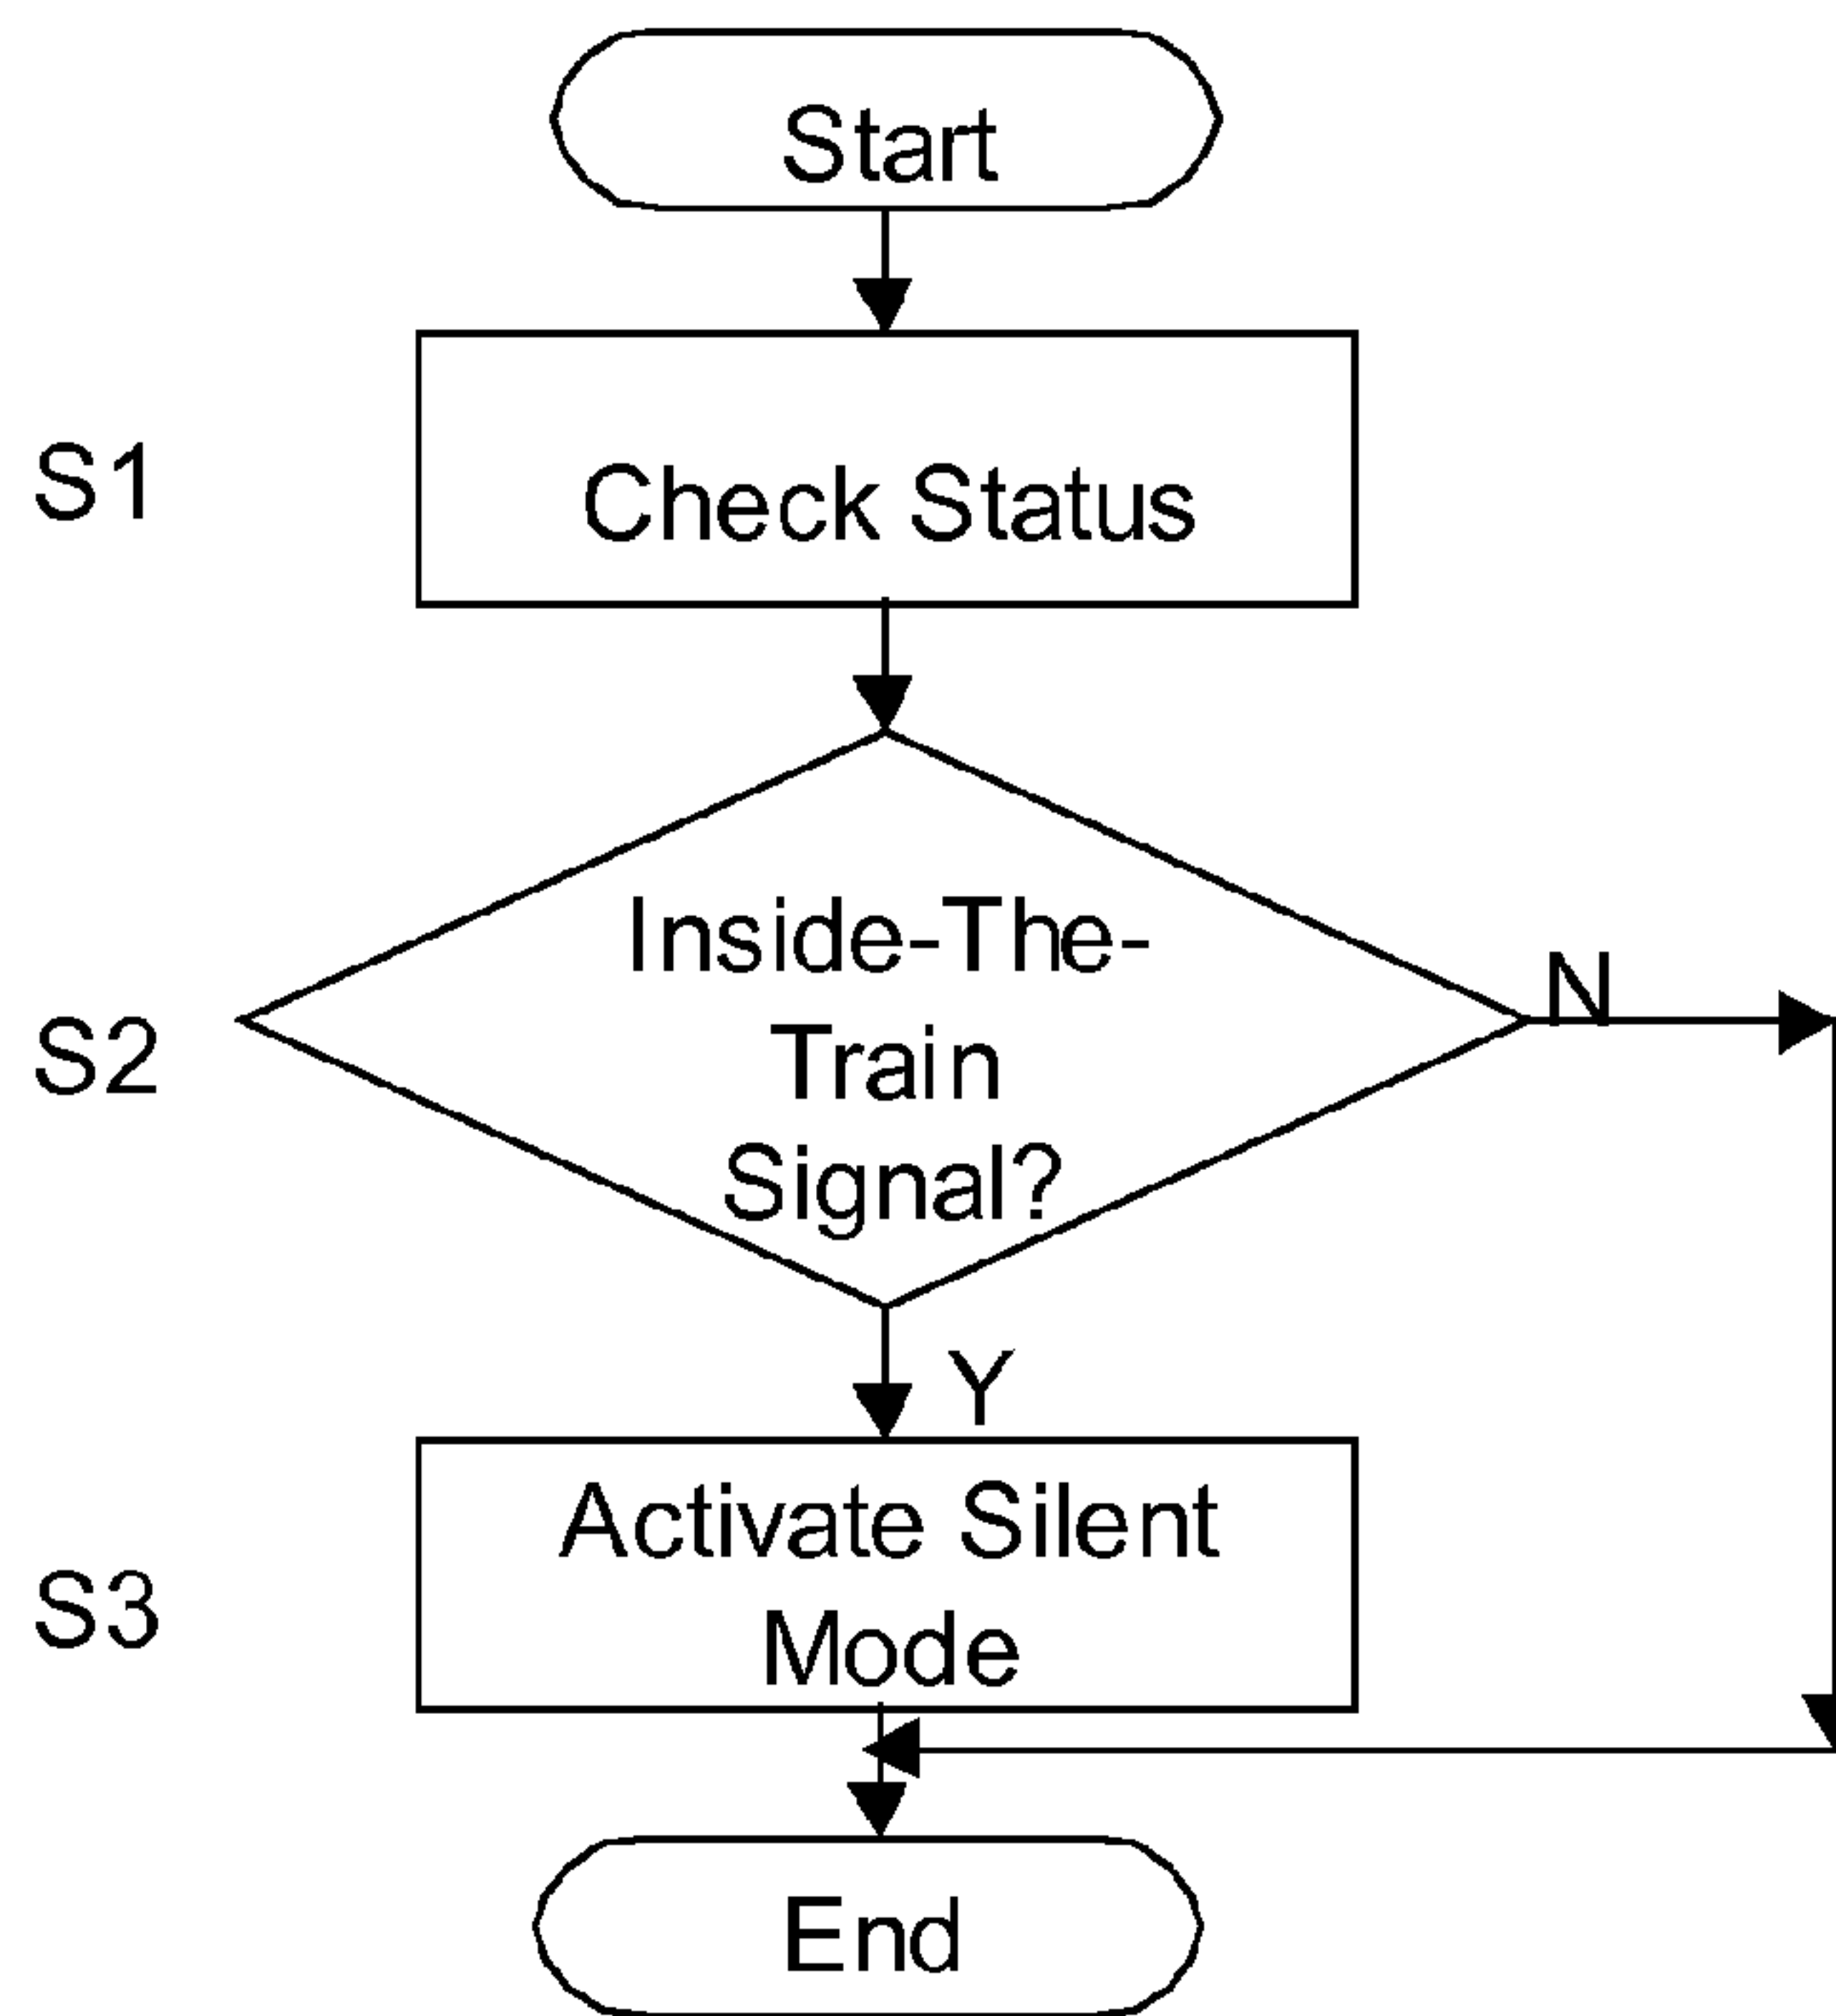 Start
S1
Check Status
S2
Inside-The-
Train
Signal?
N
Y
S3
Activate Silent
Mode
End